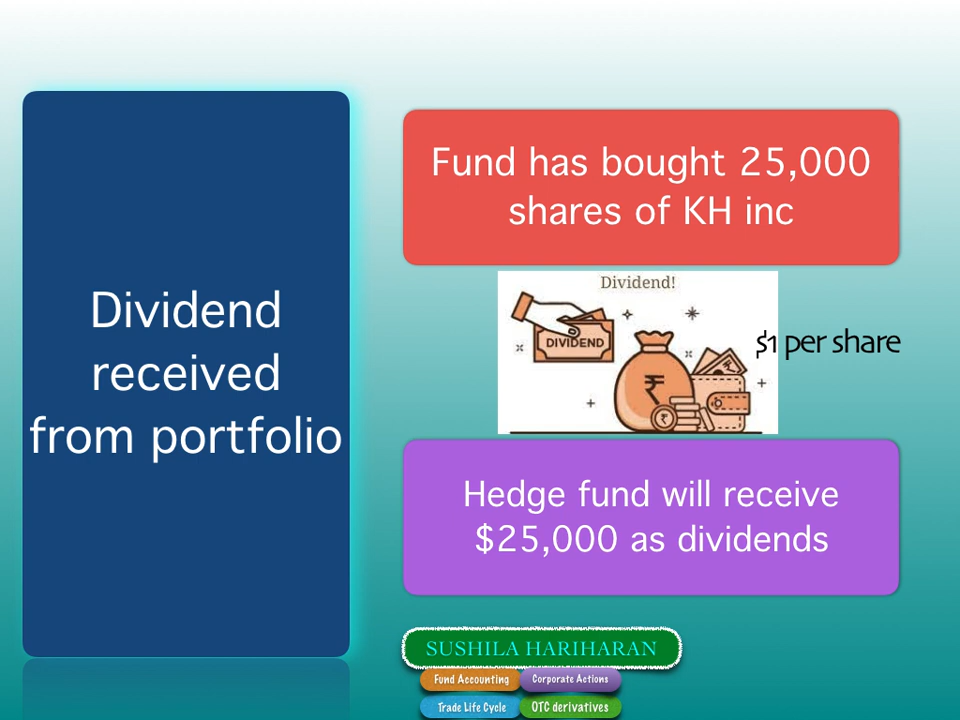 Dividend
received
from portfolio
Fund has bought 25,000
shares of KH inc
Dividend!
DIVIDEND
₹
₹
₹
$1 per share
Hedge fund will receive
$25,000 as dividends
SUSHILA HARIHARAN
Fund Accounting
Corporate Actions
Trade Life Cycle
OTC derivatives